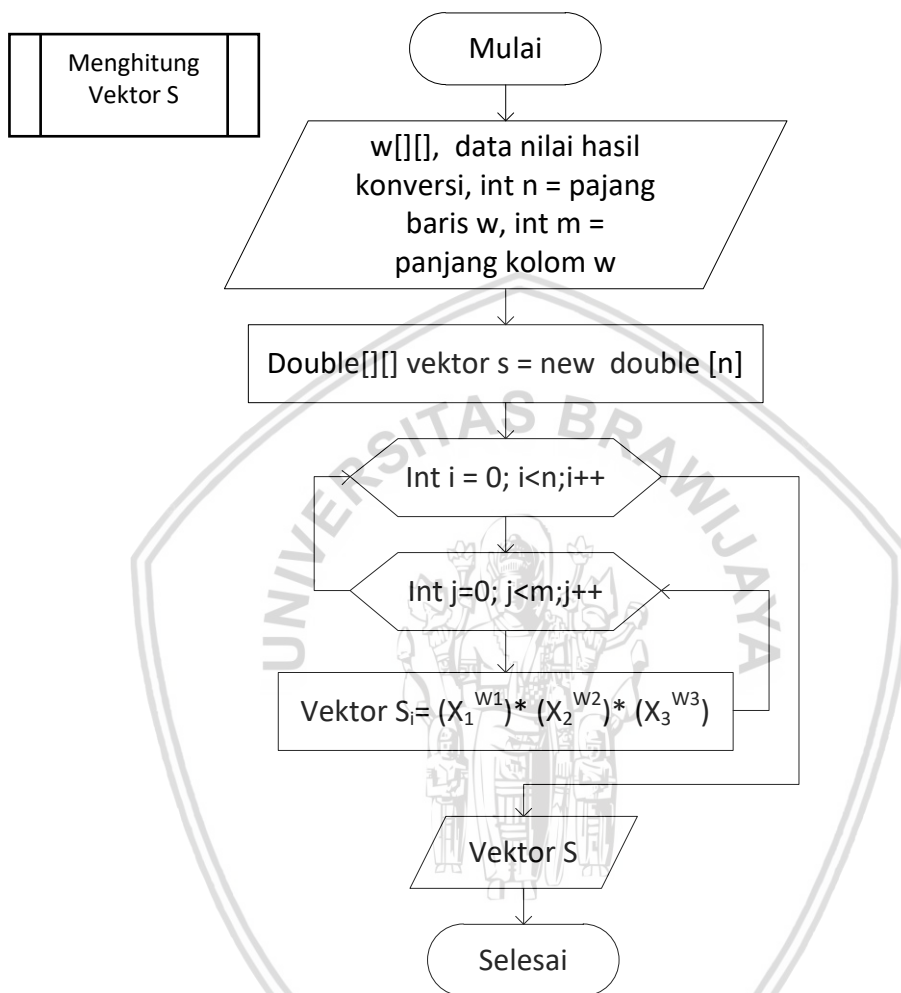 Menghitung
Vektor S
Mulai
w[][],  data nilai hasil
konversi, int n = pajang
baris w, int m =
panjang kolom w
Double[][] vektor s = new  double [n]
UNIVERSITAS BRAWIJAYA
Int i = 0; i<n;i++
Int j=0; j<m;j++
Vektor Sᵢ= (X₁ᵂ¹)* (X₂ᵂ²)* (X₃ᵂ³)
Vektor S
Selesai